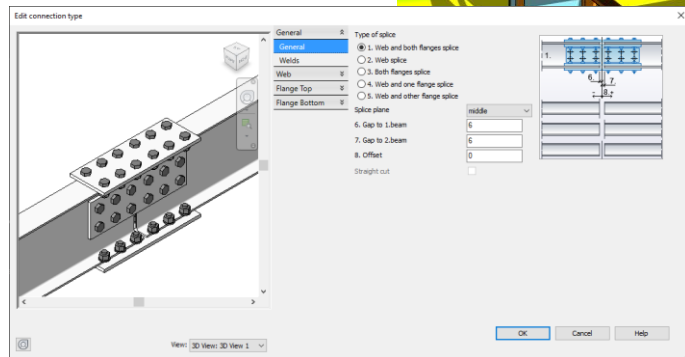 Edit connection type
General
General
Welds
Web
Flange Top
Flange Bottom
Type of splice
1. Web and both flanges splice
2. Web splice
3. Both flanges splice
4. Web and one flange splice
5. Web and other flange splice
Splice plane
middle
6. Gap to 1.beam
6
7. Gap to 2.beam
6
8. Offset
0
Straight cut
1.
6.
7.
8.
View:
3D View: 3D View 1
OK
Cancel
Help